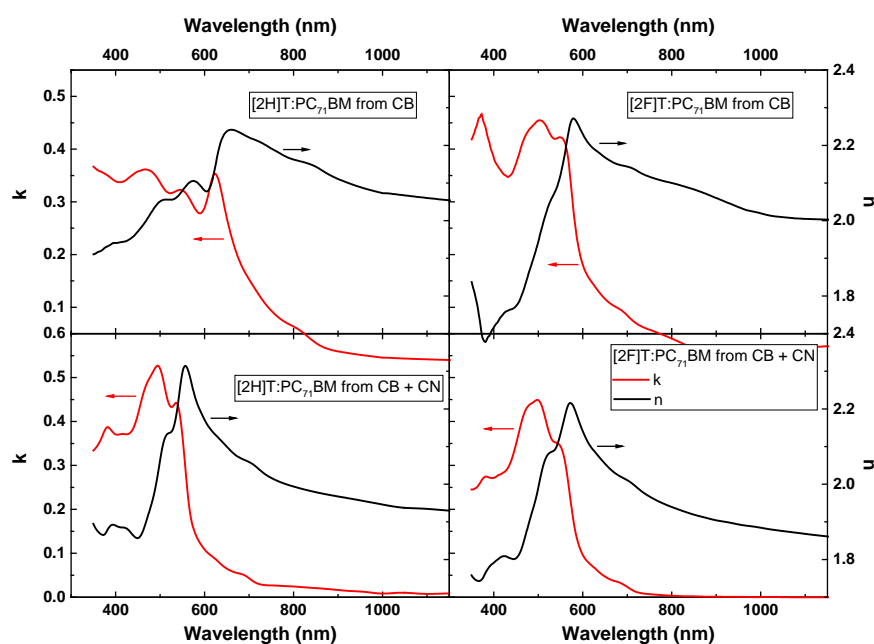 Wavelength (nm) Wavelength (nm)
400 600 800 1000 400 600 800 1000
0.5 [2H]T:PC71BM from CB [2F]T:PC71BM from CB 2.4
0.4 2.2
0.3
k n
0.2 2.0
0.1 1.8
0.6 2.4
0.5 [2H]T:PC71BM from CB + CN [2F]T:PC71BM from CB + CN
k
n
0.4 2.2
0.3
k n
0.2 2.0
0.1 1.8
0.0 1.7
400 600 800 1000 400 600 800 1000
Wavelength (nm) Wavelength (nm)